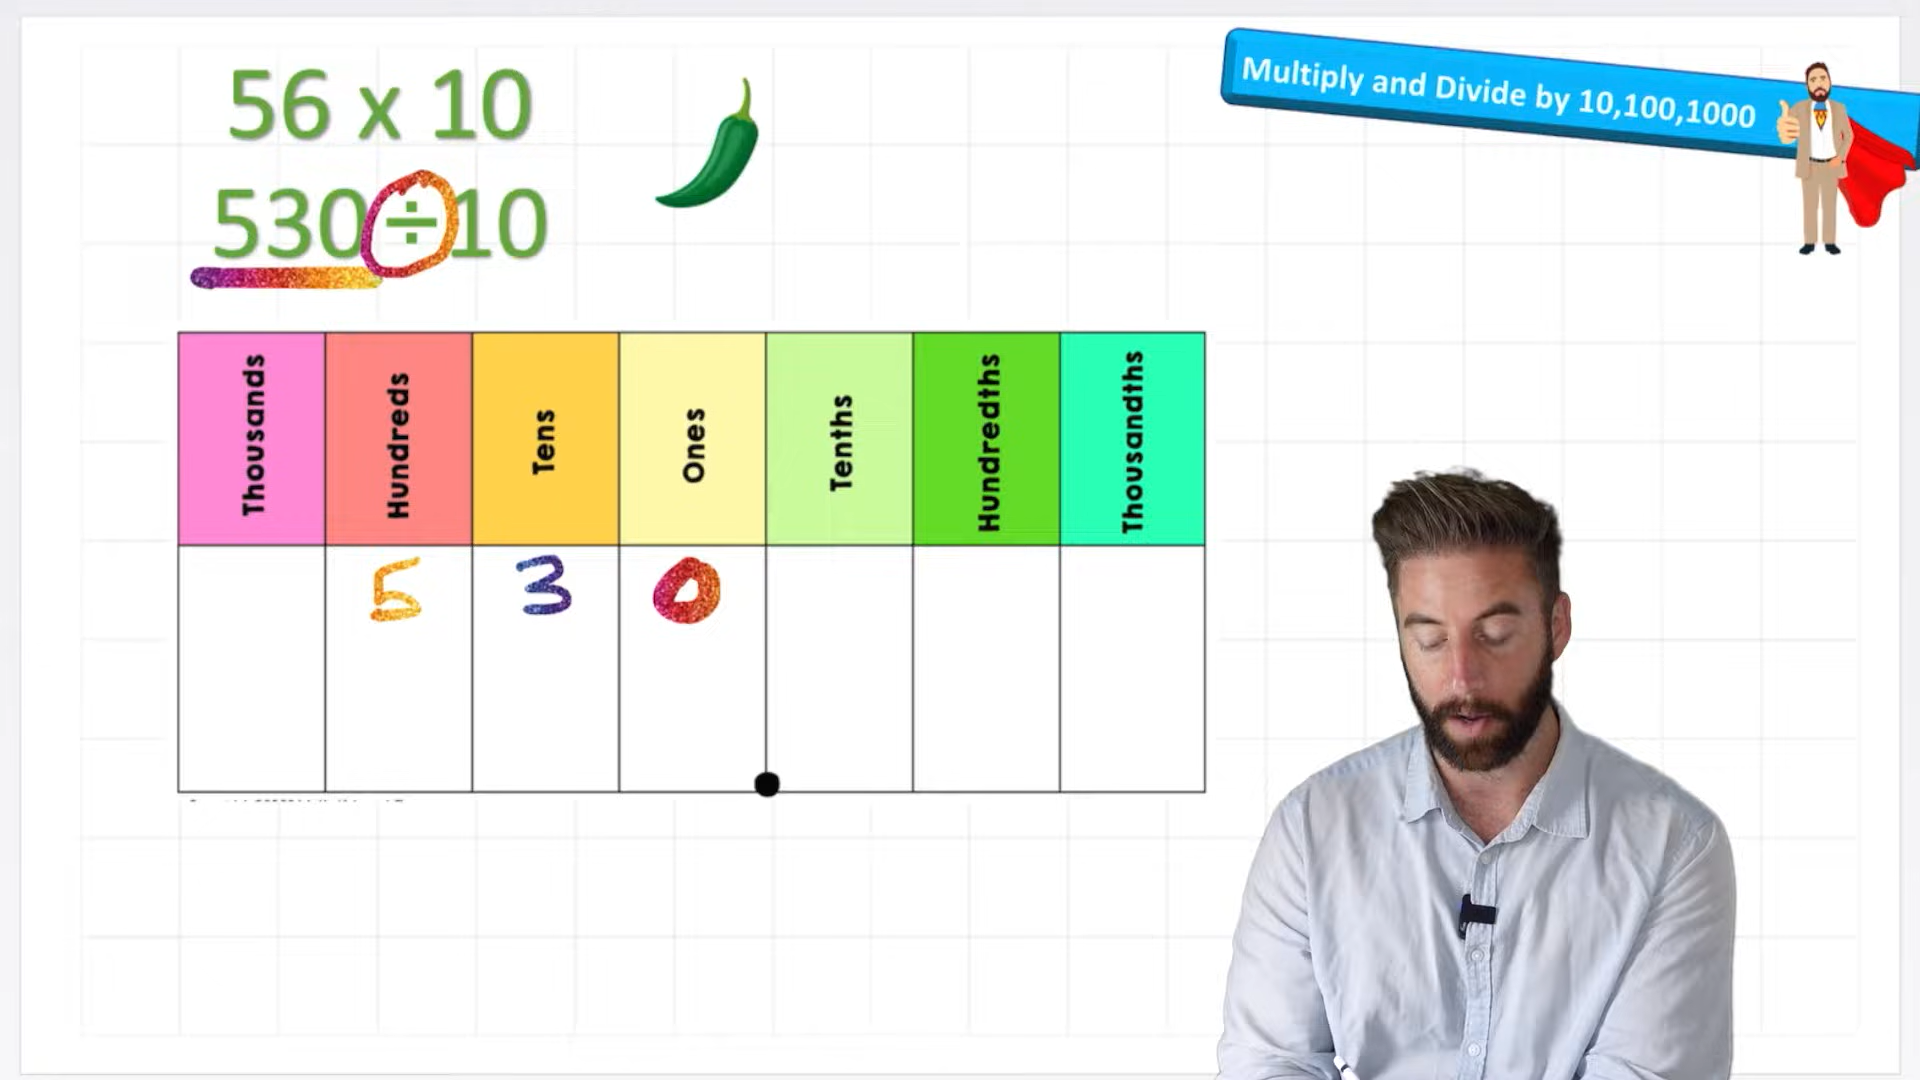 56 x 10
530 ÷ 10
Multiply and Divide by 10,100,1000
Thousands
Hundreds
Tens
Ones
Tenths
Hundredths
Thousandths
5 3 0